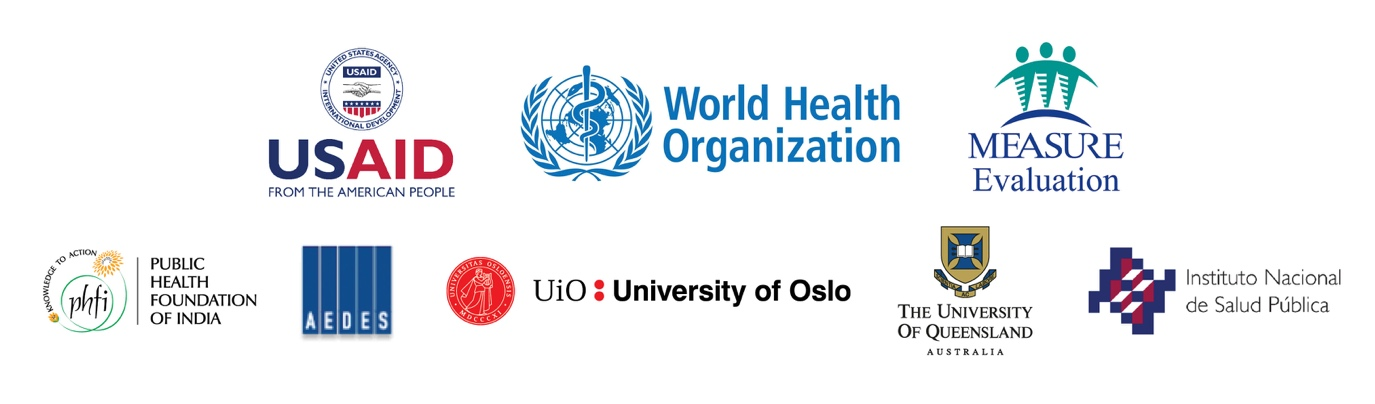 UNITED STATES AGENCY
USAID
INTERNATIONAL DEVELOPMENT
USAID
FROM THE AMERICAN PEOPLE
World Health
Organization
MEASURE
Evaluation
KNOWLEDGE TO ACTION
phfi
PUBLIC
HEALTH
FOUNDATION
OF INDIA
AEDES
UNIVERSITAS OSLOENSIS
MDCCCXI
UiO : University of Oslo
THE UNIVERSITY
OF QUEENSLAND
AUSTRALIA
Instituto Nacional
de Salud Pública